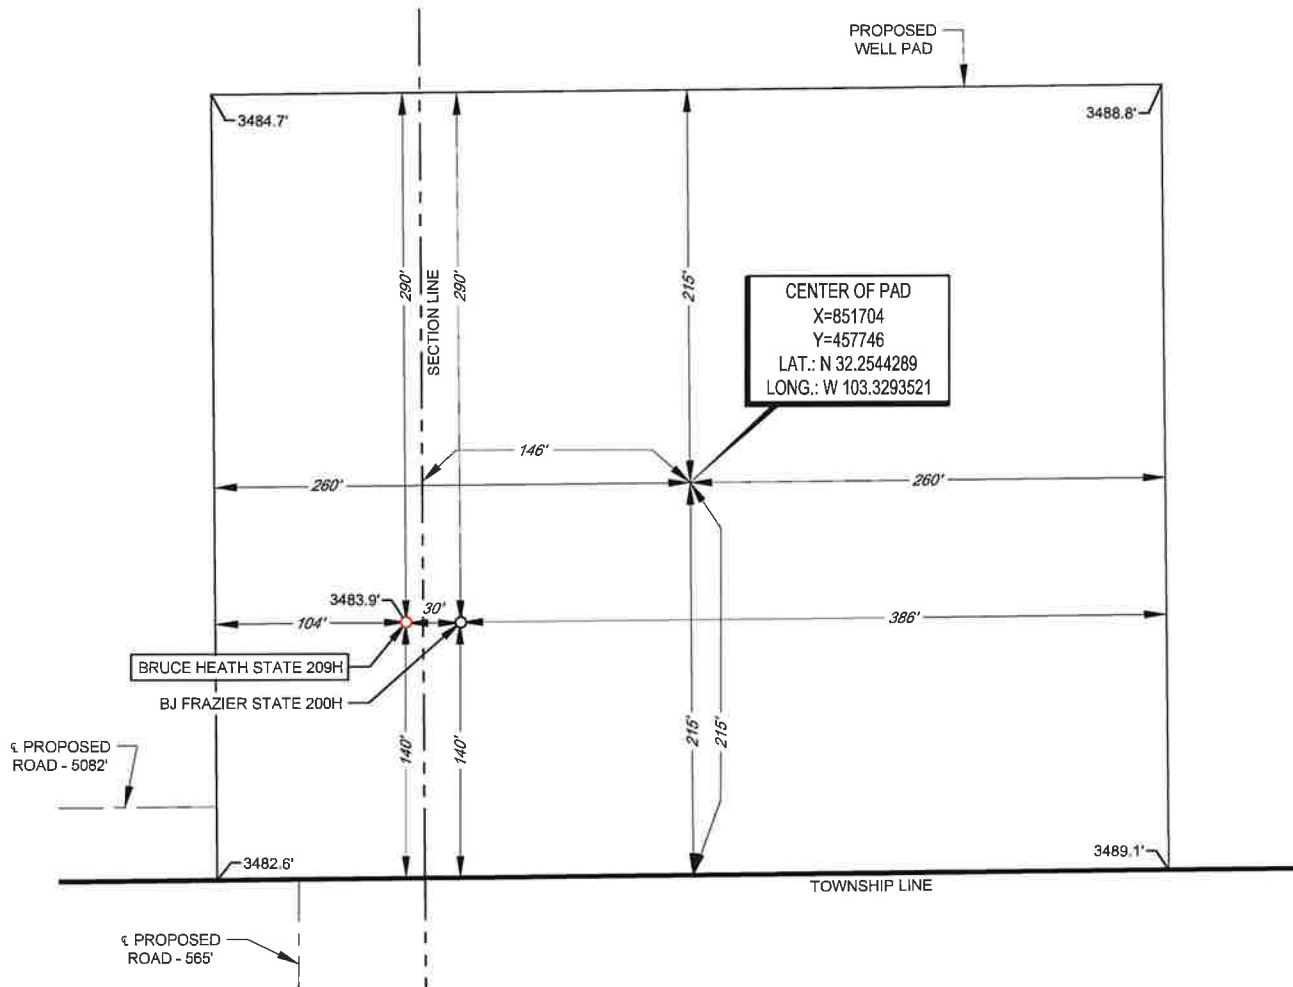 PROPOSED
WELL PAD
3484.7'
3488.8'
290'
SECTION LINE
290'
215'
CENTER OF PAD
X=851704
Y=457746
LAT.: N 32.2544289
LONG.: W 103.3293521
146'
260'
260'
3483.9'
30'
104'
386'
BRUCE HEATH STATE 209H
BJ FRAZIER STATE 200H
140'
140'
215'
215'
℄ PROPOSED
ROAD - 5082'
3482.6'
3489.1'
TOWNSHIP LINE
℄ PROPOSED
ROAD - 565'